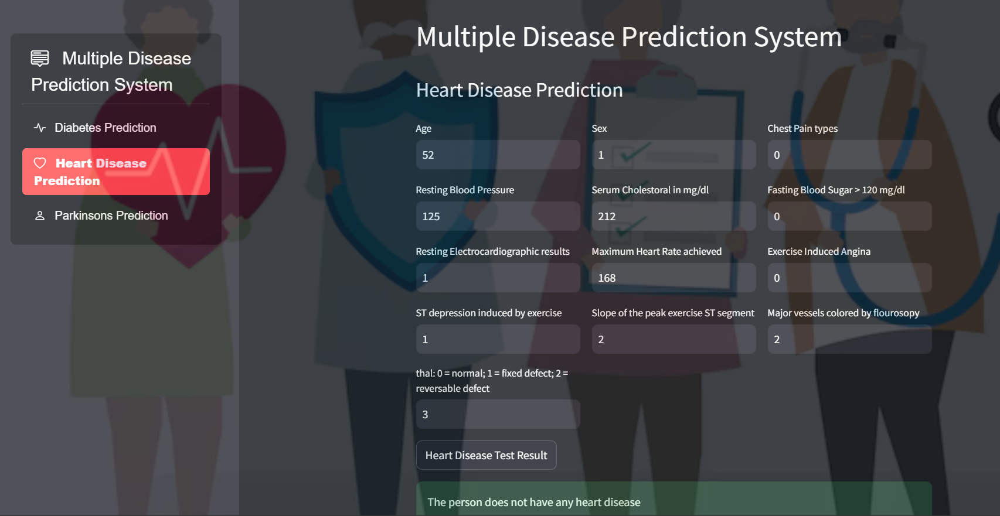 Multiple Disease
Prediction System
Diabetes Prediction
Heart Disease
Prediction
Parkinsons Prediction
Multiple Disease Prediction System
Heart Disease Prediction
Age
Sex
Chest Pain types
52
1
0
Resting Blood Pressure
Serum Cholestoral in mg/dl
Fasting Blood Sugar > 120 mg/dl
125
212
0
Resting Electrocardiographic results
Maximum Heart Rate achieved
Exercise Induced Angina
1
168
0
ST depression induced by exercise
Slope of the peak exercise ST segment
Major vessels colored by flourosopy
1
2
2
thal: 0 = normal; 1 = fixed defect; 2 =
reversable defect
3
Heart Disease Test Result
The person does not have any heart disease